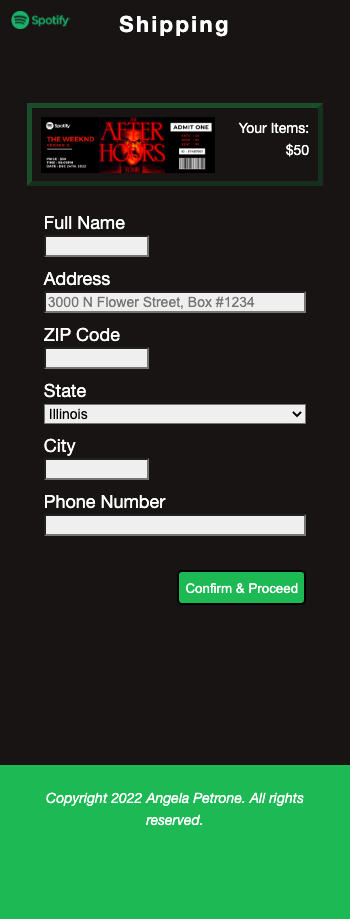 Spotify
Shipping
Spotify
THE WEEKND
AFTER
HOURS
ADMIT ONE
Your Items:
$50
Full Name
Address
3000 N Flower Street, Box #1234
ZIP Code
State
Illinois
City
Phone Number
Confirm & Proceed
Copyright 2022 Angela Petrone. All rights
reserved.